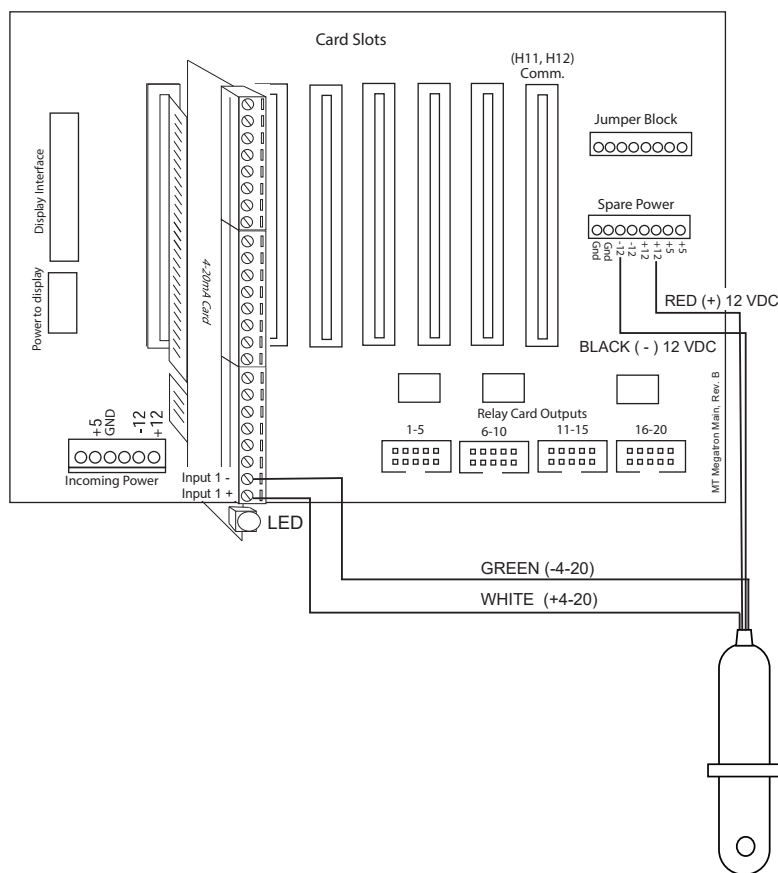 Card Slots
(H11, H12)
Comm.
Jumper Block
Display Interface
Spare Power
Gnd
Gnd
-12
-12
+12
+12
+5
+5
4-20mA Card
Power to display
RED (+) 12 VDC
BLACK ( - ) 12 VDC
MT Megatron Main, Rev. B
Relay Card Outputs
1-5
6-10
11-15
16-20
+5
GND
-12
+12
Incoming Power
Input 1 -
Input 1 +
LED
GREEN (-4-20)
WHITE (+4-20)